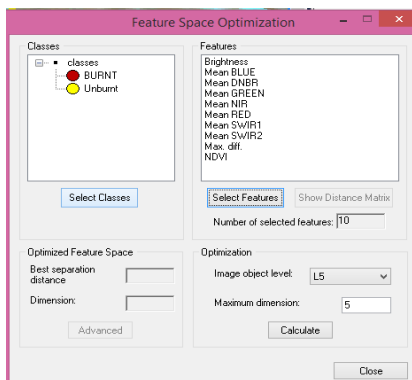 Feature Space Optimization
Classes
classes
BURNT
Unburnt
Select Classes
Features
Brightness
Mean BLUE
Mean DNBR
Mean GREEN
Mean NIR
Mean RED
Mean SWIR1
Mean SWIR2
Max. diff.
NDVI
Select Features
Show Distance Matrix
Number of selected features: 10
Optimized Feature Space
Best separation
distance
Dimension:
Advanced
Optimization
Image object level: L5
Maximum dimension: 5
Calculate
Close